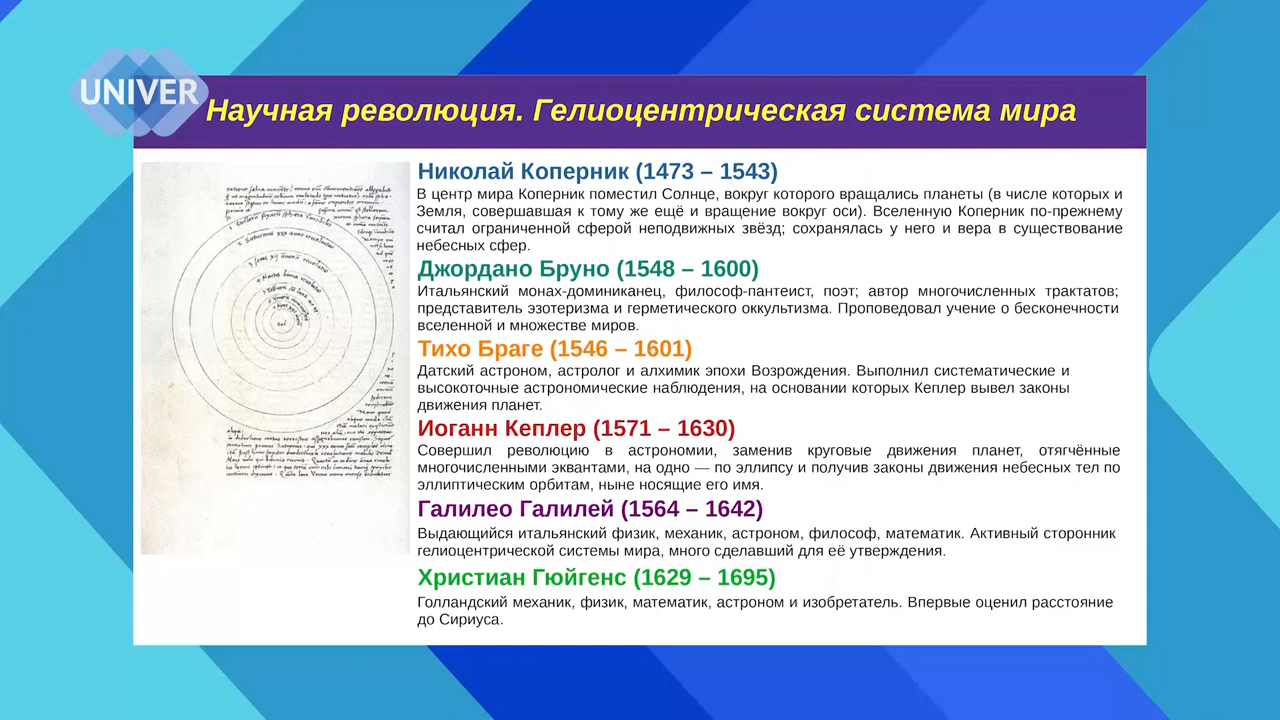 UNIVER
Научная революция. Гелиоцентрическая система мира
Николай Коперник (1473 – 1543)
В центр мира Коперник поместил Солнце, вокруг которого вращались планеты (в числе которых и
Земля, совершавшая к тому же ещё и вращение вокруг оси). Вселенную Коперник по-прежнему
считал ограниченной сферой неподвижных звёзд; сохранялась у него и вера в существование
небесных сфер.
Джордано Бруно (1548 – 1600)
Итальянский монах-доминиканец, философ-пантеист, поэт; автор многочисленных трактатов;
представитель эзотеризма и герметического оккультизма. Проповедовал учение о бесконечности
вселенной и множестве миров.
Тихо Браге (1546 – 1601)
Датский астроном, астролог и алхимик эпохи Возрождения. Выполнил систематические и
высокоточные астрономические наблюдения, на основании которых Кеплер вывел законы
движения планет.
Иоганн Кеплер (1571 – 1630)
Совершил революцию в астрономии, заменив круговые движения планет, отягчённые
многочисленными эквантами, на одно — по эллипсу и получив законы движения небесных тел по
эллиптическим орбитам, ныне носящие его имя.
Галилео Галилей (1564 – 1642)
Выдающийся итальянский физик, механик, астроном, философ, математик. Активный сторонник
гелиоцентрической системы мира, много сделавший для её утверждения.
Христиан Гюйгенс (1629 – 1695)
Голландский механик, физик, математик, астроном и изобретатель. Впервые оценил расстояние
до Сириуса.